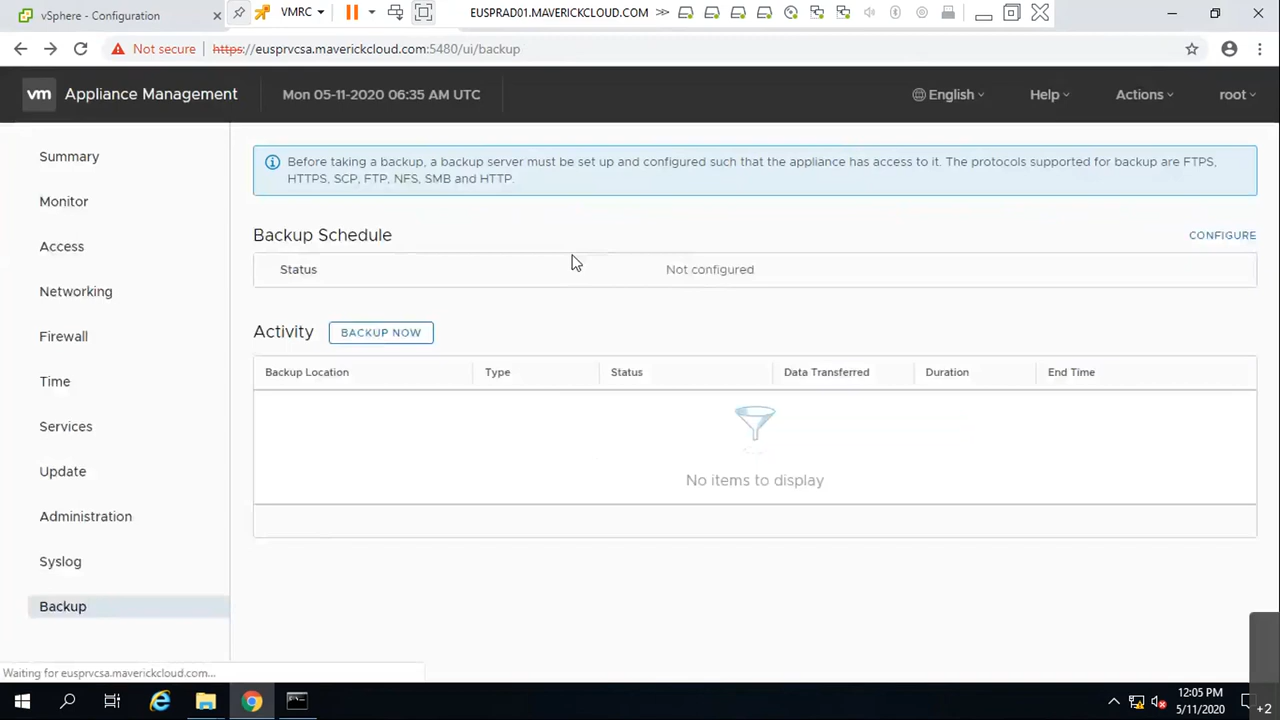 vSphere - Configuration
VMRC
EUSPRAD01.MAVERICKCLOUD.COM
Not secure
https://eusprvcsa.maverickcloud.com:5480/ui/backup
vm
Appliance Management
Mon 05-11-2020 06:35 AM UTC
English
Help
Actions
root
Summary
Monitor
Access
Networking
Firewall
Time
Services
Update
Administration
Syslog
Backup
Before taking a backup, a backup server must be set up and configured such that the appliance has access to it. The protocols supported for backup are FTPS,
HTTPS, SCP, FTP, NFS, SMB and HTTP.
Backup Schedule
CONFIGURE
Status
Not configured
Activity
BACKUP NOW
Backup Location
Type
Status
Data Transferred
Duration
End Time
No items to display
Waiting for eusprvcsa.maverickcloud.com...
12:05 PM
5/11/2020
+2